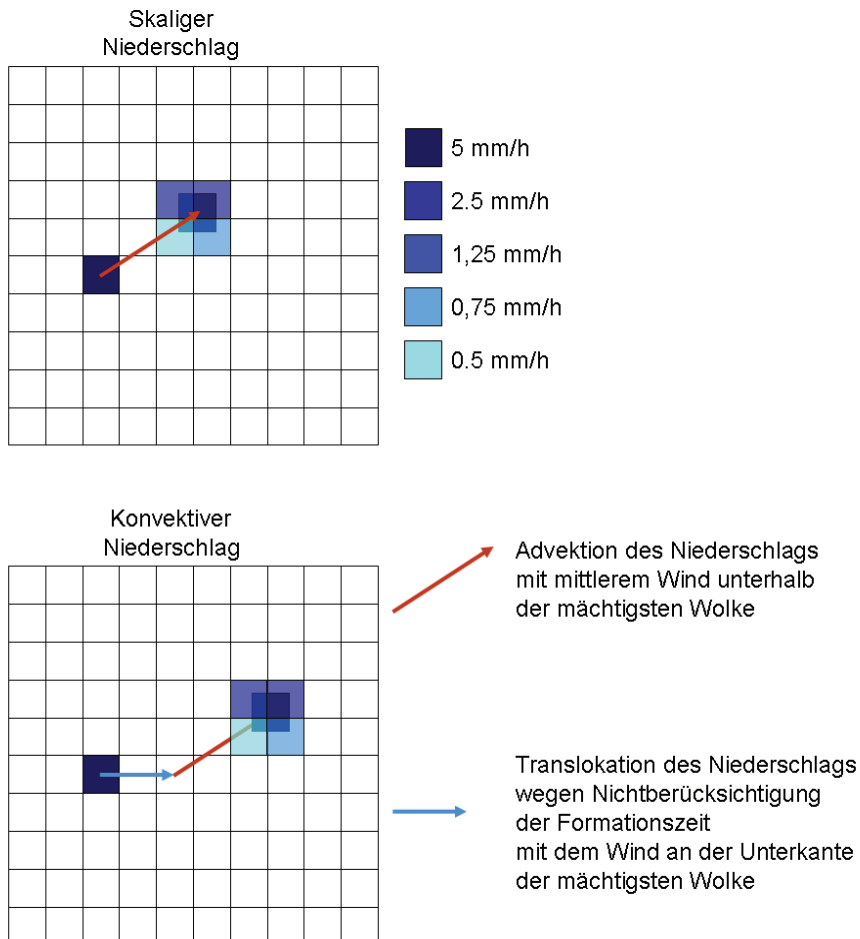 Skaliger
Niederschlag
5 mm/h
2.5 mm/h
1,25 mm/h
0,75 mm/h
0.5 mm/h
Konvektiver
Niederschlag
Advektion des Niederschlags
mit mittlerem Wind unterhalb
der mächtigsten Wolke
Translokation des Niederschlags
wegen Nichtberücksichtigung
der Formationszeit
mit dem Wind an der Unterkante
der mächtigsten Wolke